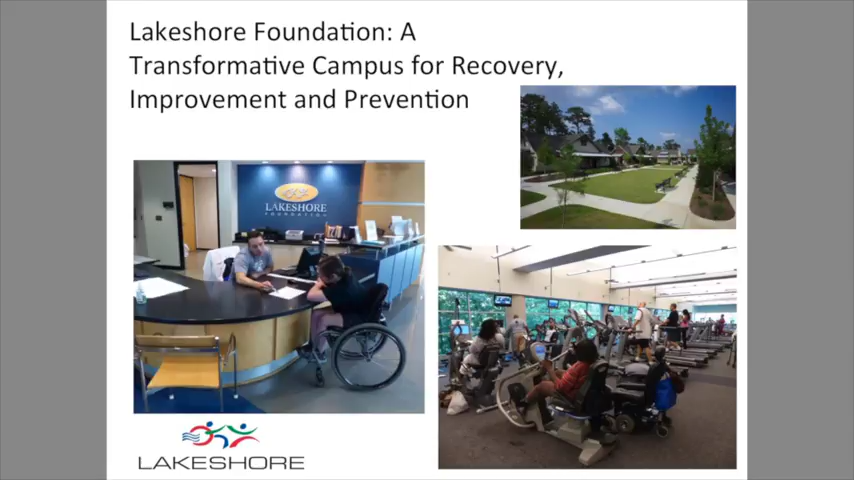 Lakeshore Foundation: A
Transformative Campus for Recovery,
Improvement and Prevention
LAKESHORE
FOUNDATION
LAKESHORE